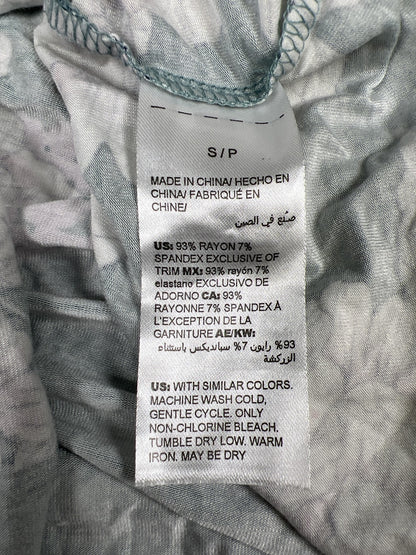 S/P
MADE IN CHINA/ HECHO EN
CHINA/ FABRIQUÉ EN
CHINE/
صنع في الصين
US: 93% RAYON 7%
SPANDEX EXCLUSIVE OF
TRIM MX: 93% rayón 7%
elastano EXCLUSIVO DE
ADORNO CA: 93%
RAYONNE 7% SPANDEX À
L'EXCEPTION DE LA
GARNITURE AE/KW:
93% رايون 7% سبانديكس باستثناء
الزركشة
US: WITH SIMILAR COLORS.
MACHINE WASH COLD,
GENTLE CYCLE. ONLY
NON-CHLORINE BLEACH.
TUMBLE DRY LOW. WARM
IRON. MAY BE DRY